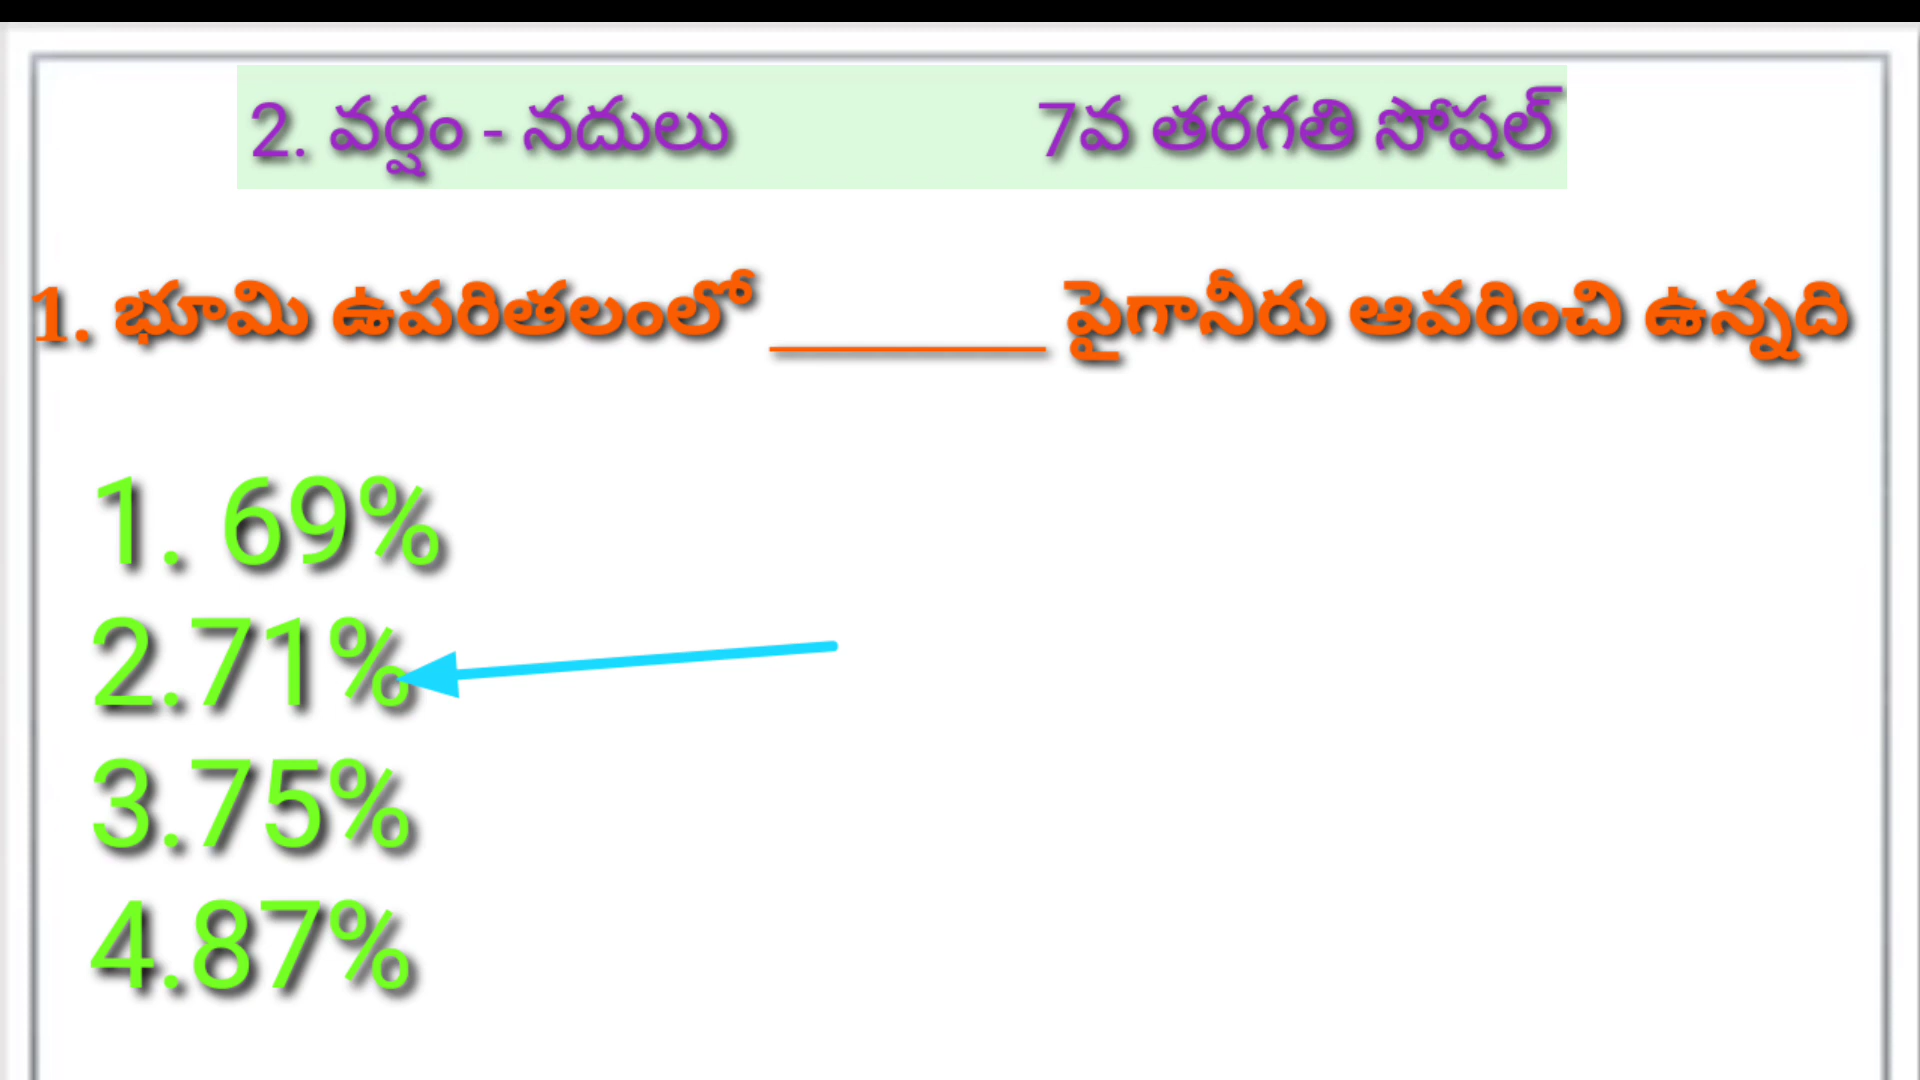 2. వర్షం - నదులు 7వ తరగతి సోషల్
1. భూమి ఉపరితలంలో ________ పైగానీరు ఆవరించి ఉన్నది
1. 69%
2.71%
3.75%
4.87%